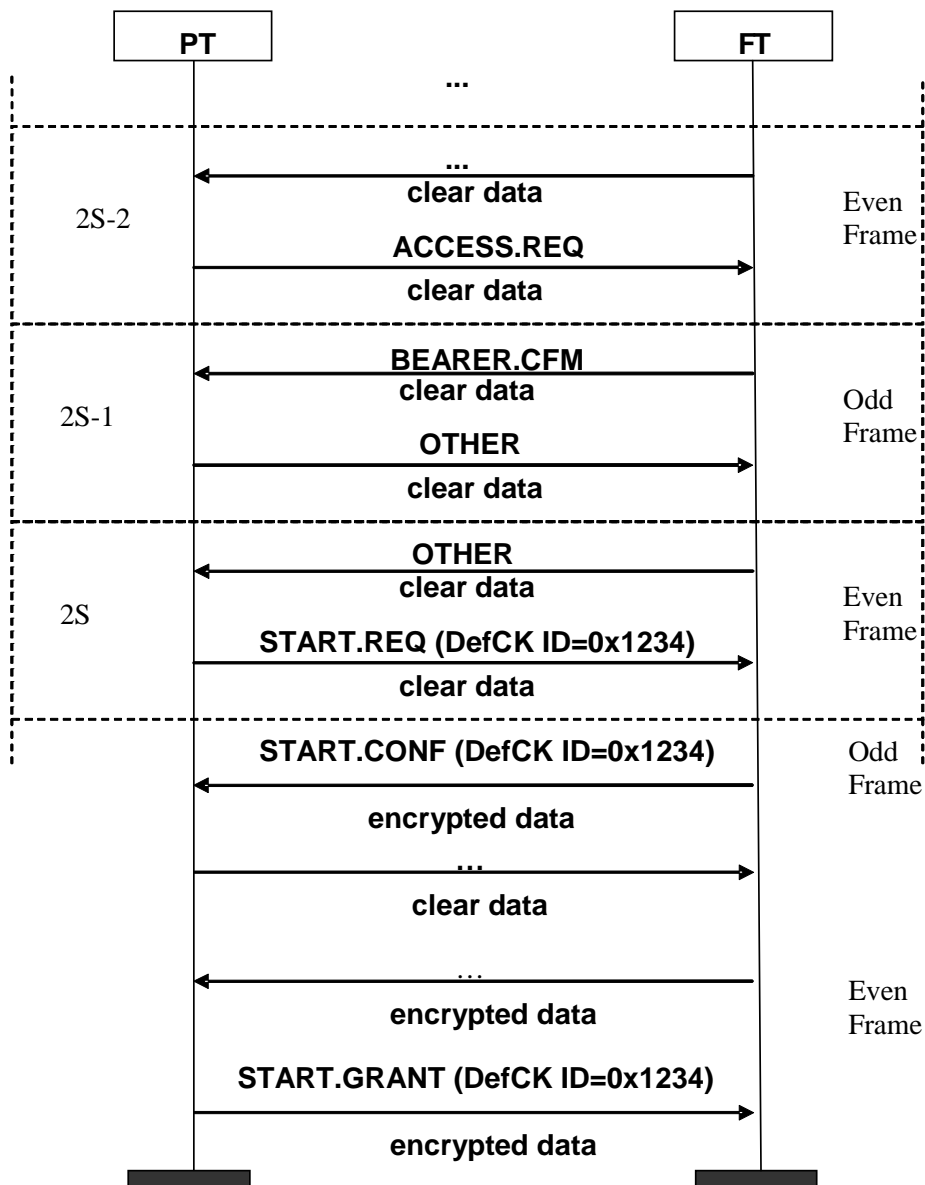 PT
FT
...
...
clear data
2S-2
Even
Frame
ACCESS.REQ
clear data
BEARER.CFM
clear data
2S-1
Odd
Frame
OTHER
clear data
OTHER
clear data
2S
Even
Frame
START.REQ (DefCK ID=0x1234)
clear data
START.CONF (DefCK ID=0x1234)
Odd
Frame
encrypted data
...
clear data
...
encrypted data
Even
Frame
START.GRANT (DefCK ID=0x1234)
encrypted data